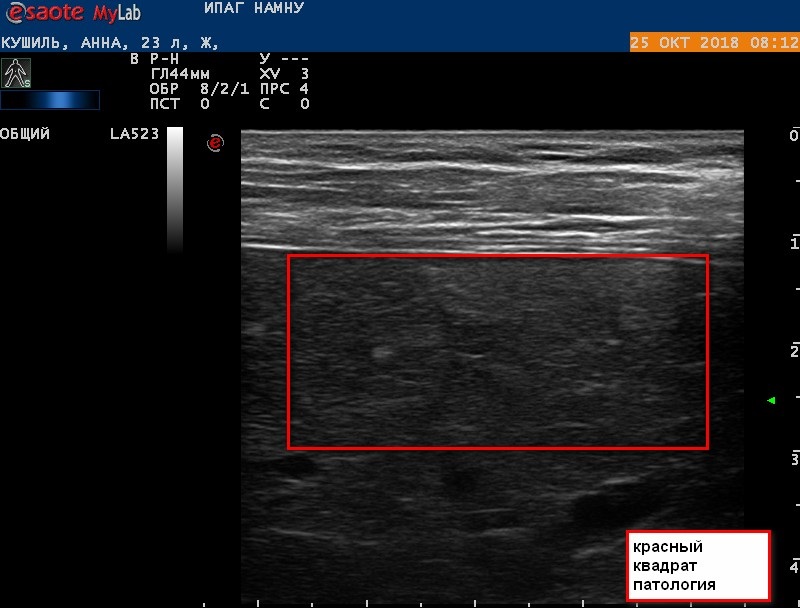 esaote MyLab
ИПАГ НАМНУ
КУШИЛЬ, АННА, 23 л, Ж,
25 ОКТ 2018 08:12
В Р-Н У ---
ГЛ44мм XV 3
ОБР 8/2/1 ПРС 4
ПСТ 0 С 0
S
ОБЩИЙ LA523
e
0
1
2
3
4
красный
квадрат
патология